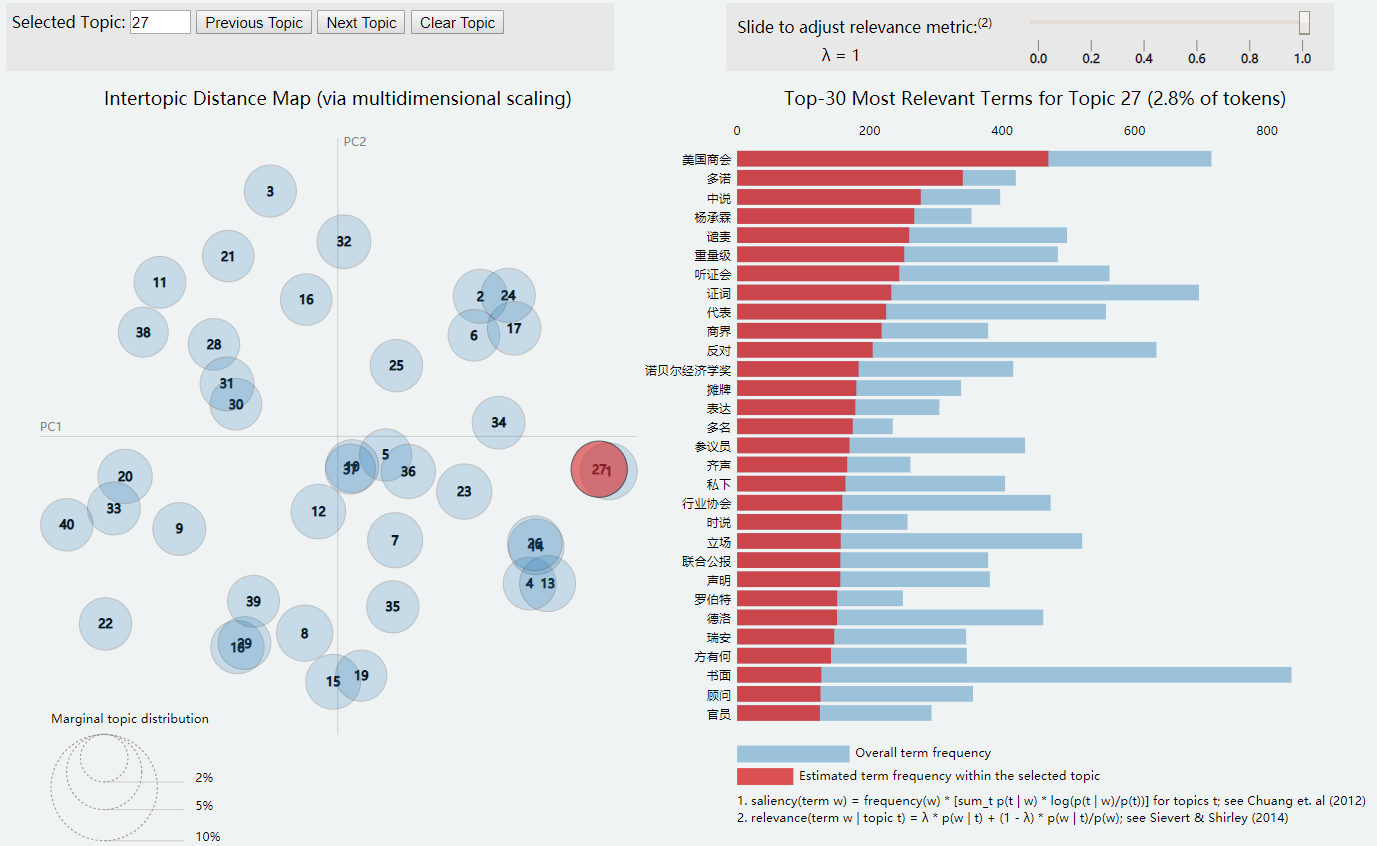 Selected Topic: 27 Previous Topic Next Topic Clear Topic
Slide to adjust relevance metric:(2)
λ = 1
0.0 0.2 0.4 0.6 0.8 1.0
Intertopic Distance Map (via multidimensional scaling)
PC2
PC1
3
32
21
11
16
2 24
38
6 17
28
25
31
30
34
5
37
36
27 1
20
23
33
12
40
9
7
26
14
4 13
39
35
22
8
29
15 19
Marginal topic distribution
2%
5%
10%
Top-30 Most Relevant Terms for Topic 27 (2.8% of tokens)
0 200 400 600 800
美国商会
多诺
中说
杨承霖
谴麦
重量级
听证会
证词
代表
商界
反对
诺贝尔经济学奖
摊牌
表达
多名
参议员
齐声
私下
行业协会
时说
立场
联合公报
声明
罗伯特
德洛
瑞安
方有何
书面
顾问
官员
Overall term frequency
Estimated term frequency within the selected topic
1. saliency(term w) = frequency(w) * [sum_t p(t | w) * log(p(t | w)/p(t))] for topics t; see Chuang et. al (2012)
2. relevance(term w | topic t) = λ * p(w | t) + (1 - λ) * p(w | t)/p(w); see Sievert & Shirley (2014)